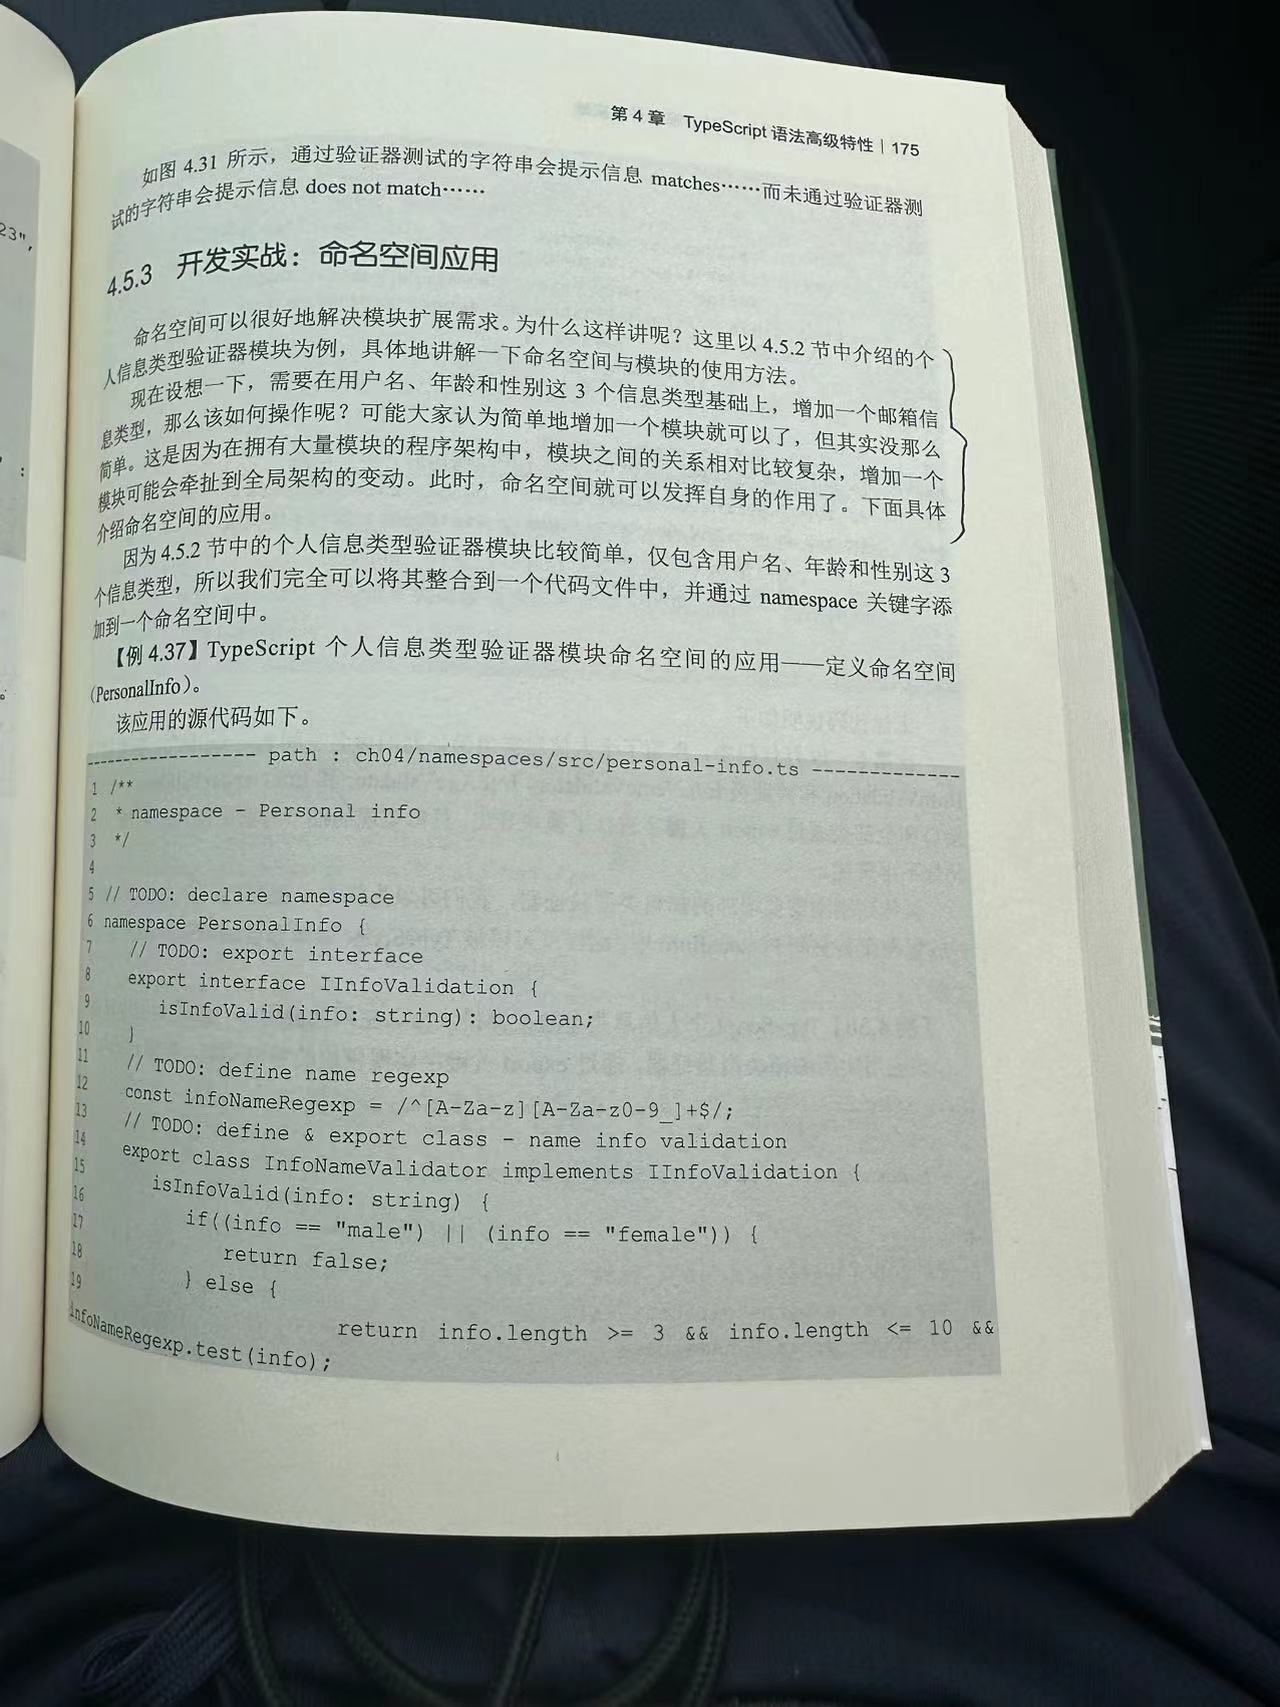 第 4 章 TypeScript 语法高级特性 | 175
如图 4.31 所示，通过验证器测试的字符串会提示信息 matches……而未通过验证器测
试的字符串会提示信息 does not match……
4.5.3 开发实战：命名空间应用
命名空间可以很好地解决模块扩展需求。为什么这样讲呢？这里以 4.5.2 节中介绍的个
人信息类型验证器模块为例，具体地讲解一下命名空间与模块的使用方法。
现在设想一下，需要在用户名、年龄和性别这 3 个信息类型基础上，增加一个邮箱信
息类型，那么该如何操作呢？可能大家认为简单地增加一个模块就可以了，但其实没那么
简单。这是因为在拥有大量模块的程序架构中，模块之间的关系相对比较复杂，增加一个
模块可能会牵扯到全局架构的变动。此时，命名空间就可以发挥自身的作用了。下面具体
介绍命名空间的应用。
因为 4.5.2 节中的个人信息类型验证器模块比较简单，仅包含用户名、年龄和性别这 3
个信息类型，所以我们完全可以将其整合到一个代码文件中，并通过 namespace 关键字添
加到一个命名空间中。
【例 4.37】TypeScript 个人信息类型验证器模块命名空间的应用——定义命名空间
（PersonalInfo）。
该应用的源代码如下。
----------------- path : ch04/namespaces/src/personal-info.ts -------------
1 /**
2 * namespace - Personal info
3 */
4
5 // TODO: declare namespace
6 namespace PersonalInfo {
7 // TODO: export interface
8 export interface IInfoValidation {
9 isInfoValid(info: string): boolean;
10 }
11 // TODO: define name regexp
12 const infoNameRegexp = /^[A-Za-z][A-Za-z0-9_]+$/;
13 // TODO: define & export class - name info validation
14 export class InfoNameValidator implements IInfoValidation {
15 isInfoValid(info: string) {
16 if((info == "male") || (info == "female")) {
17 return false;
18 } else {
19 return info.length >= 3 && info.length <= 10 &&
infoNameRegexp.test(info);
23",
:
。